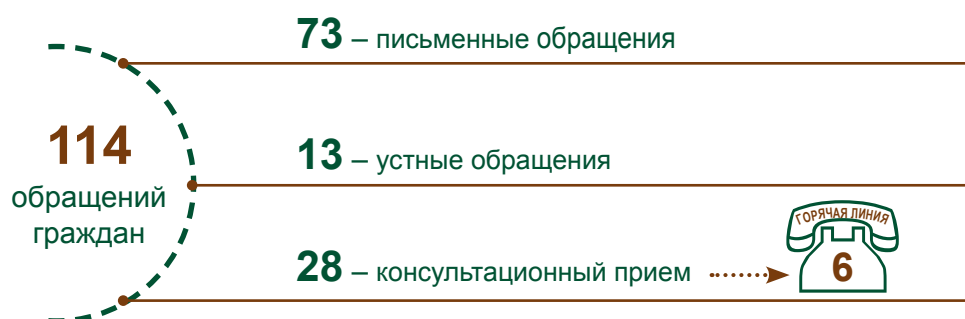 73 – письменные обращения
114
обращений
граждан
13 – устные обращения
ГОРЯЧАЯ ЛИНИЯ
28 – консультационный прием
6